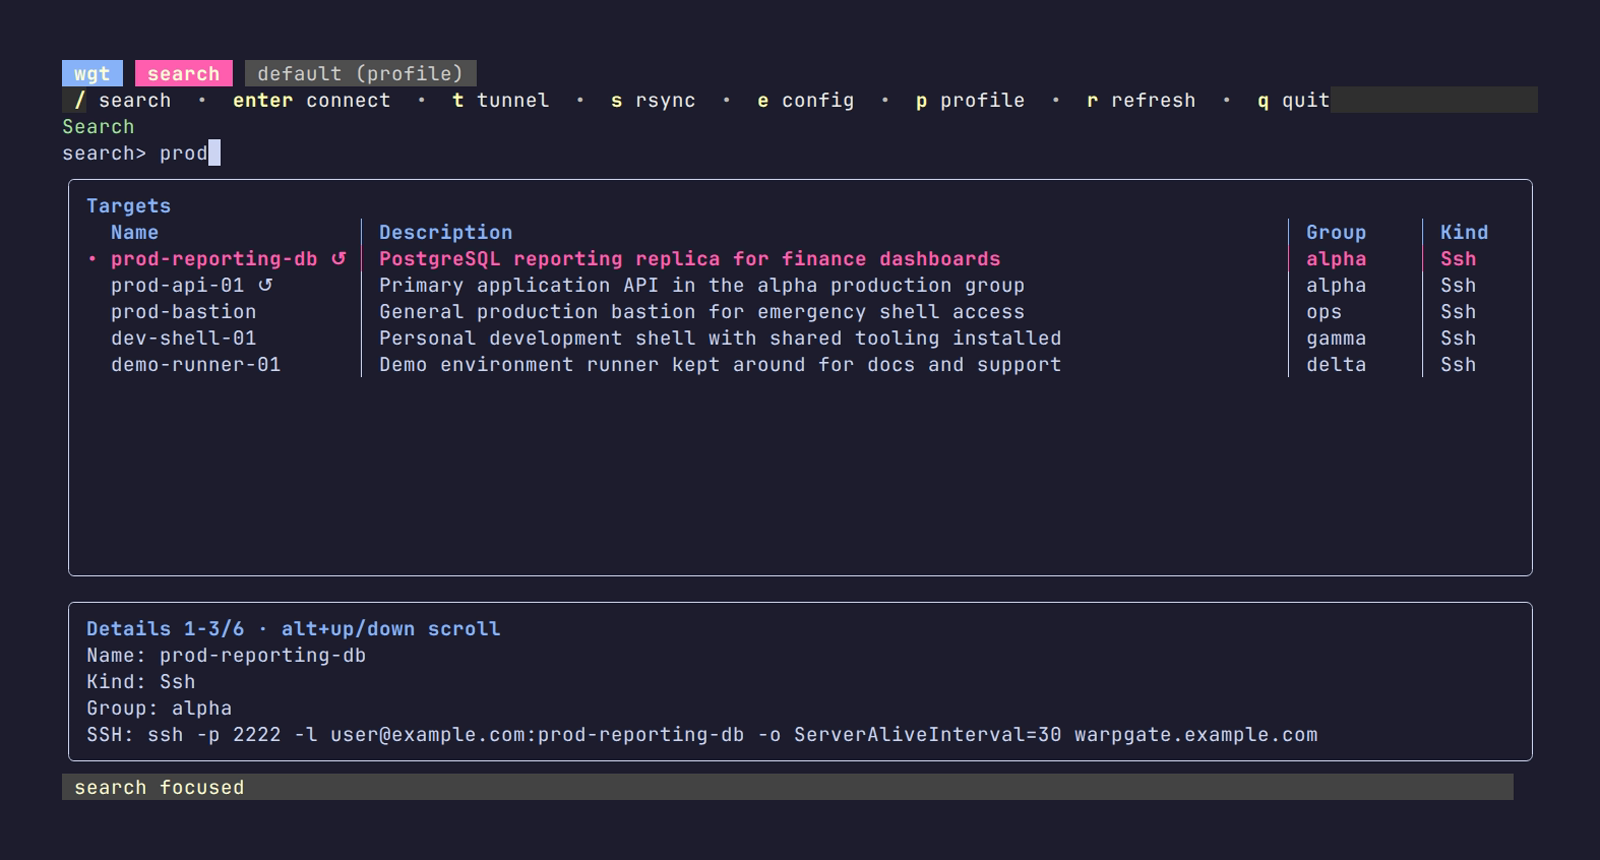 wgt search default (profile)
/ search • enter connect • t tunnel • s rsync • e config • p profile • r refresh • q quit
Search
search> prod
Targets
Name Description Group Kind
• prod-reporting-db ↺ PostgreSQL reporting replica for finance dashboards alpha Ssh
prod-api-01 ↺ Primary application API in the alpha production group alpha Ssh
prod-bastion General production bastion for emergency shell access ops Ssh
dev-shell-01 Personal development shell with shared tooling installed gamma Ssh
demo-runner-01 Demo environment runner kept around for docs and support delta Ssh
Details 1-3/6 · alt+up/down scroll
Name: prod-reporting-db
Kind: Ssh
Group: alpha
SSH: ssh -p 2222 -l user@example.com:prod-reporting-db -o ServerAliveInterval=30 warpgate.example.com
search focused